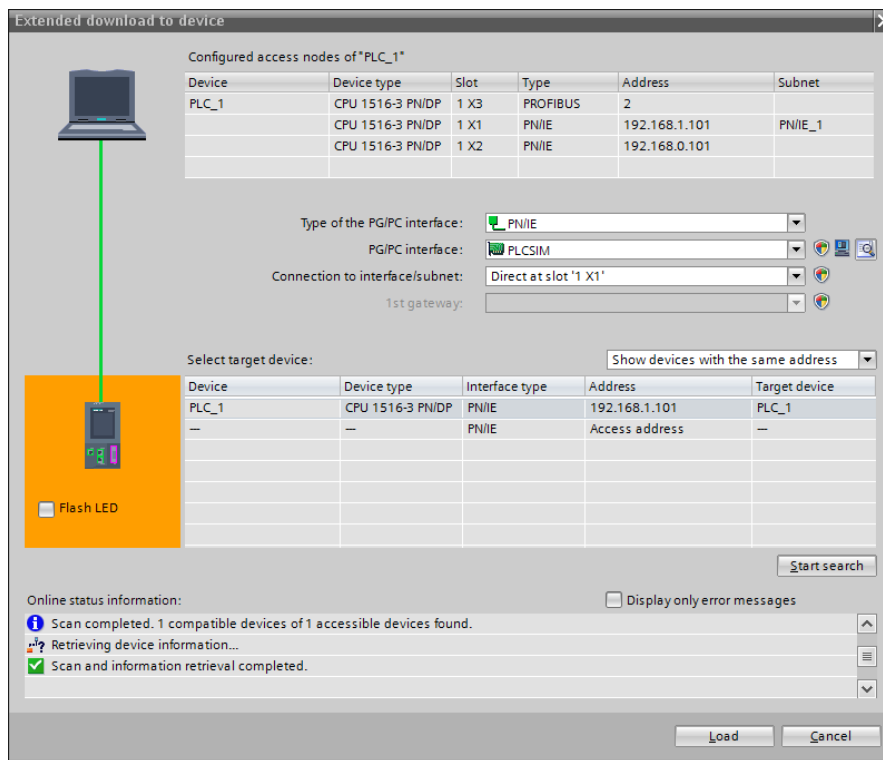 Extended download to device
Configured access nodes of "PLC_1"
Device Device type Slot Type Address Subnet
PLC_1 CPU 1516-3 PN/DP 1 X3 PROFIBUS 2
CPU 1516-3 PN/DP 1 X1 PN/IE 192.168.1.101 PN/IE_1
CPU 1516-3 PN/DP 1 X2 PN/IE 192.168.0.101
Type of the PG/PC interface: PN/IE
PG/PC interface: PLCSIM
Connection to interface/subnet: Direct at slot '1 X1'
1st gateway:
Select target device: Show devices with the same address
Device Device type Interface type Address Target device
PLC_1 CPU 1516-3 PN/DP PN/IE 192.168.1.101 PLC_1
— — PN/IE Access address —
Flash LED
Start search
Online status information: Display only error messages
Scan completed. 1 compatible devices of 1 accessible devices found.
Retrieving device information...
Scan and information retrieval completed.
Load Cancel